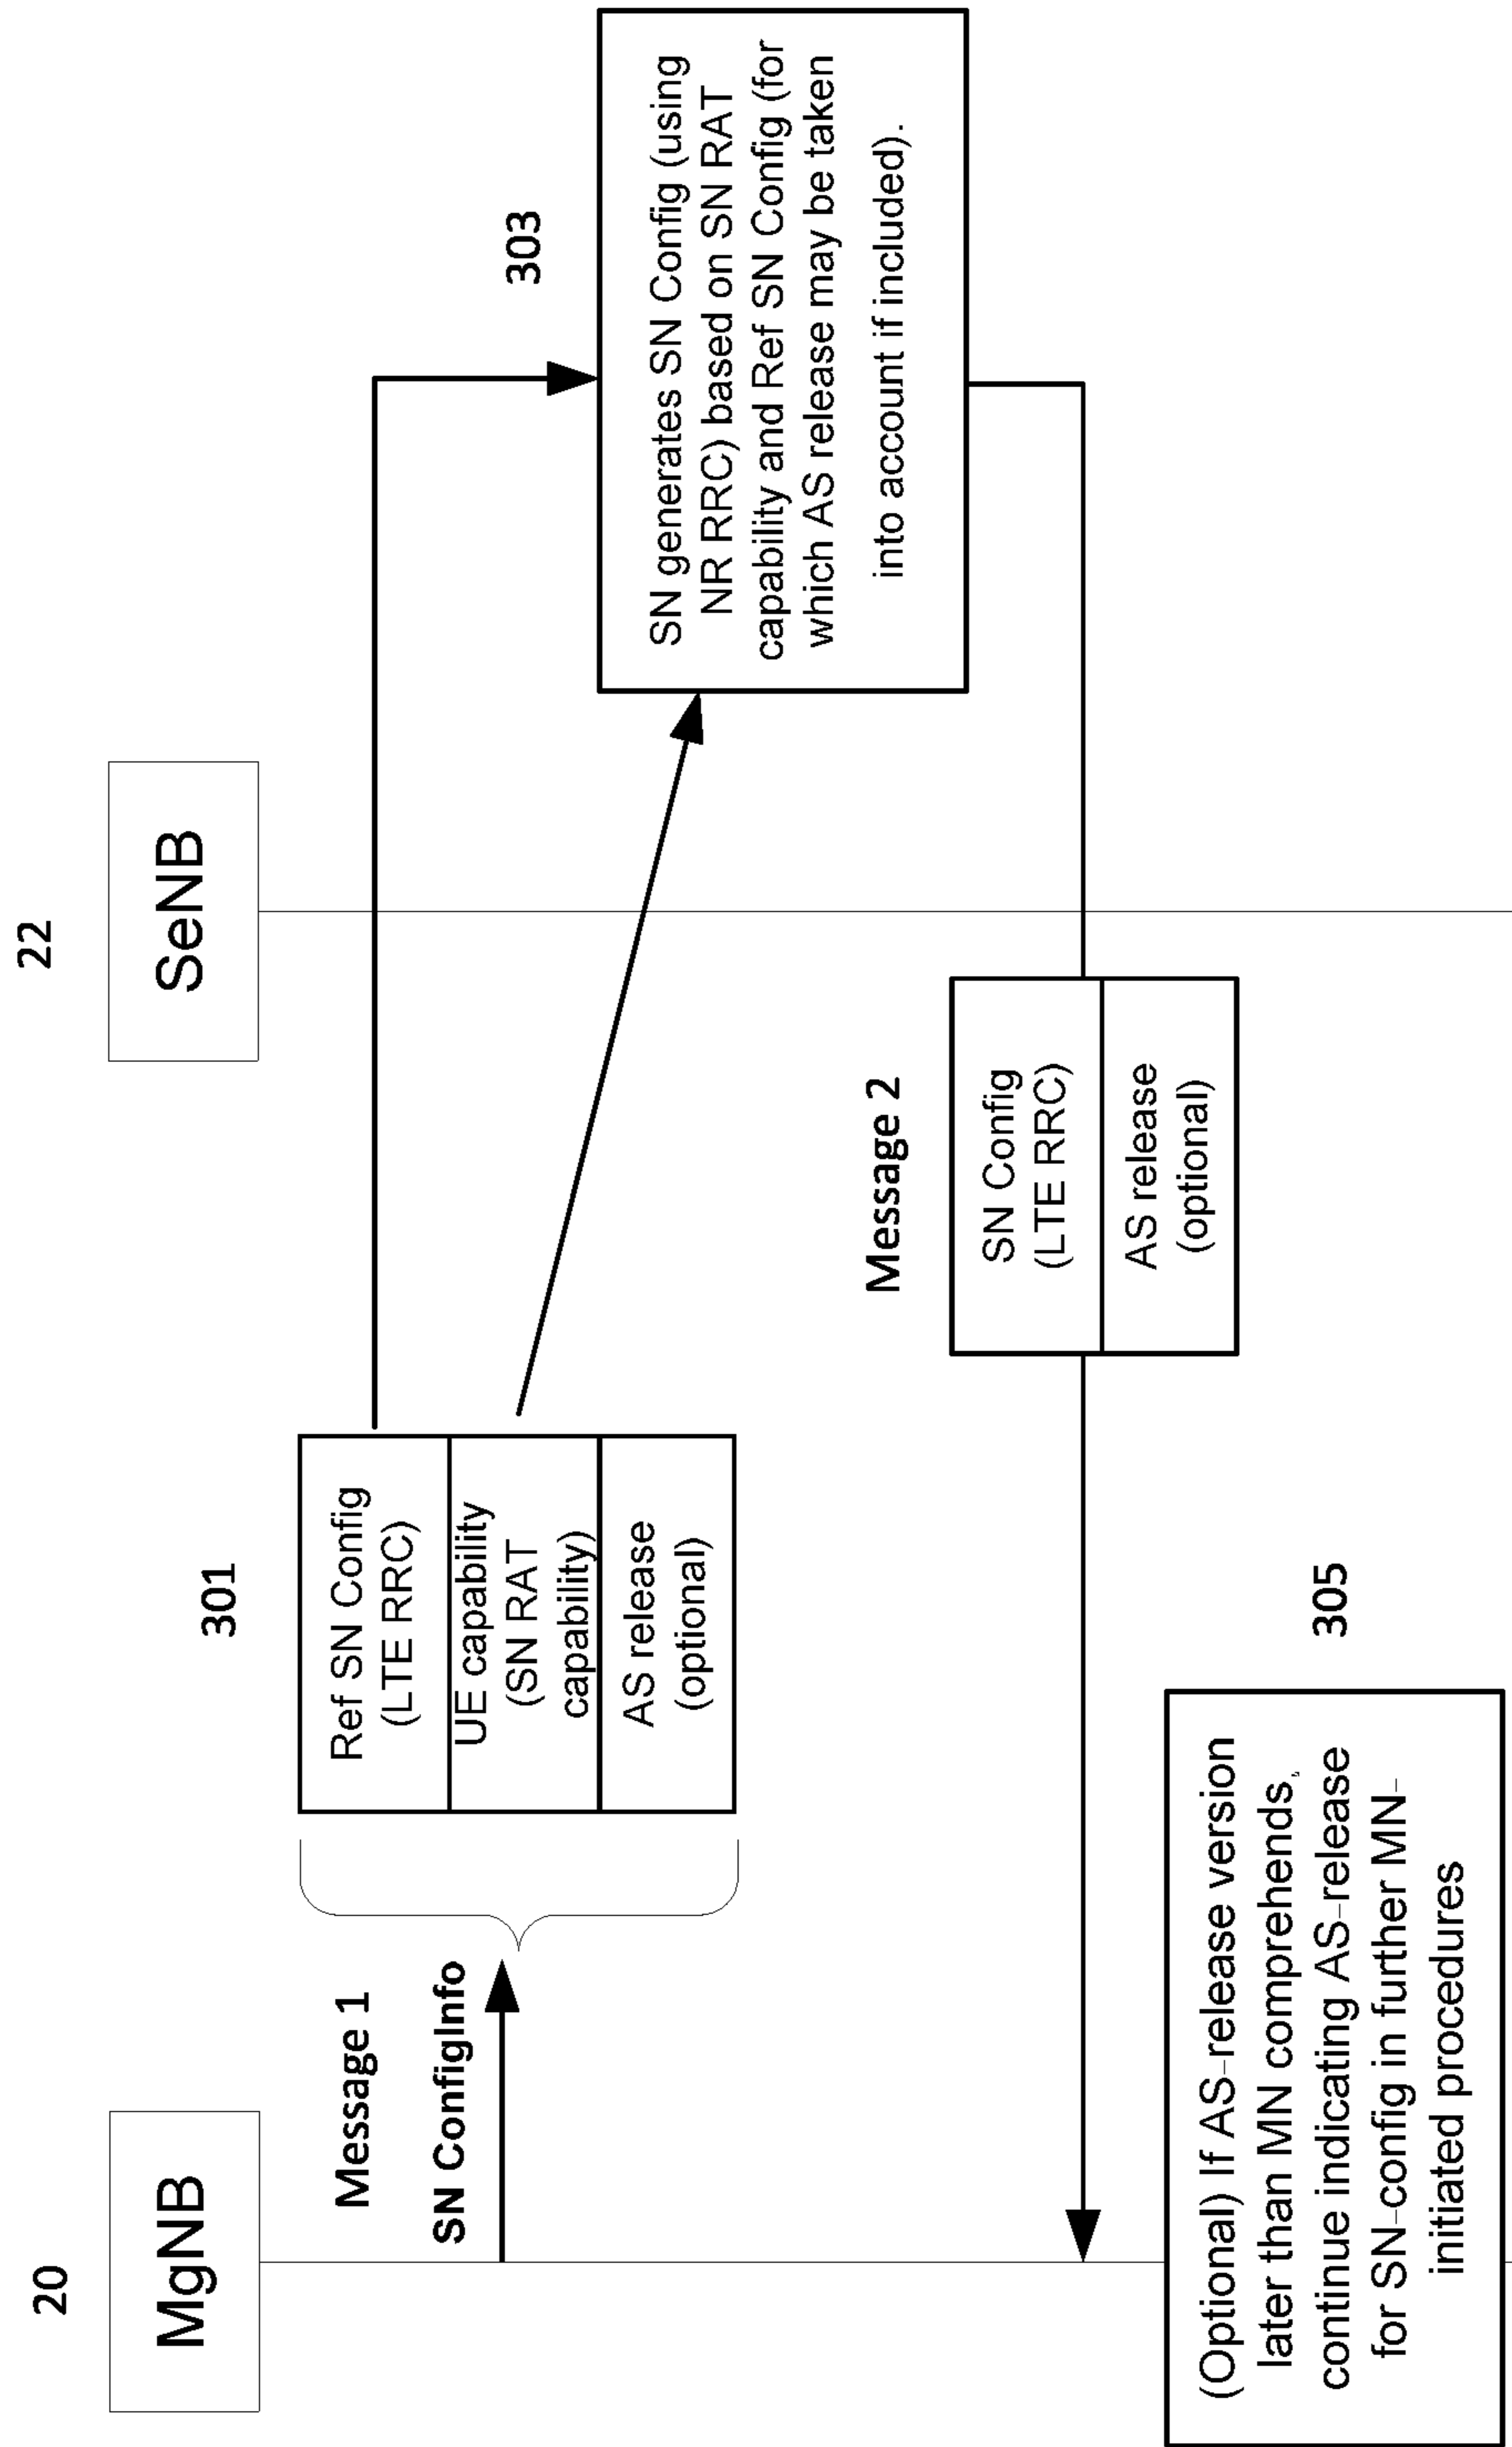 20
MgNB
22
SeNB
Message 1
SN ConfigInfo
301
Ref SN Config
(LTE RRC)
UE capability
(SN RAT
capability)
AS release
(optional)
303
SN generates SN Config (using
NR RRC) based on SN RAT
capability and Ref SN Config (for
which AS release may be taken
into account if included).
Message 2
SN Config
(LTE RRC)
AS release
(optional)
305
(Optional) If AS-release version
later than MN comprehends,
continue indicating AS-release
for SN-config in further MN-
initiated procedures